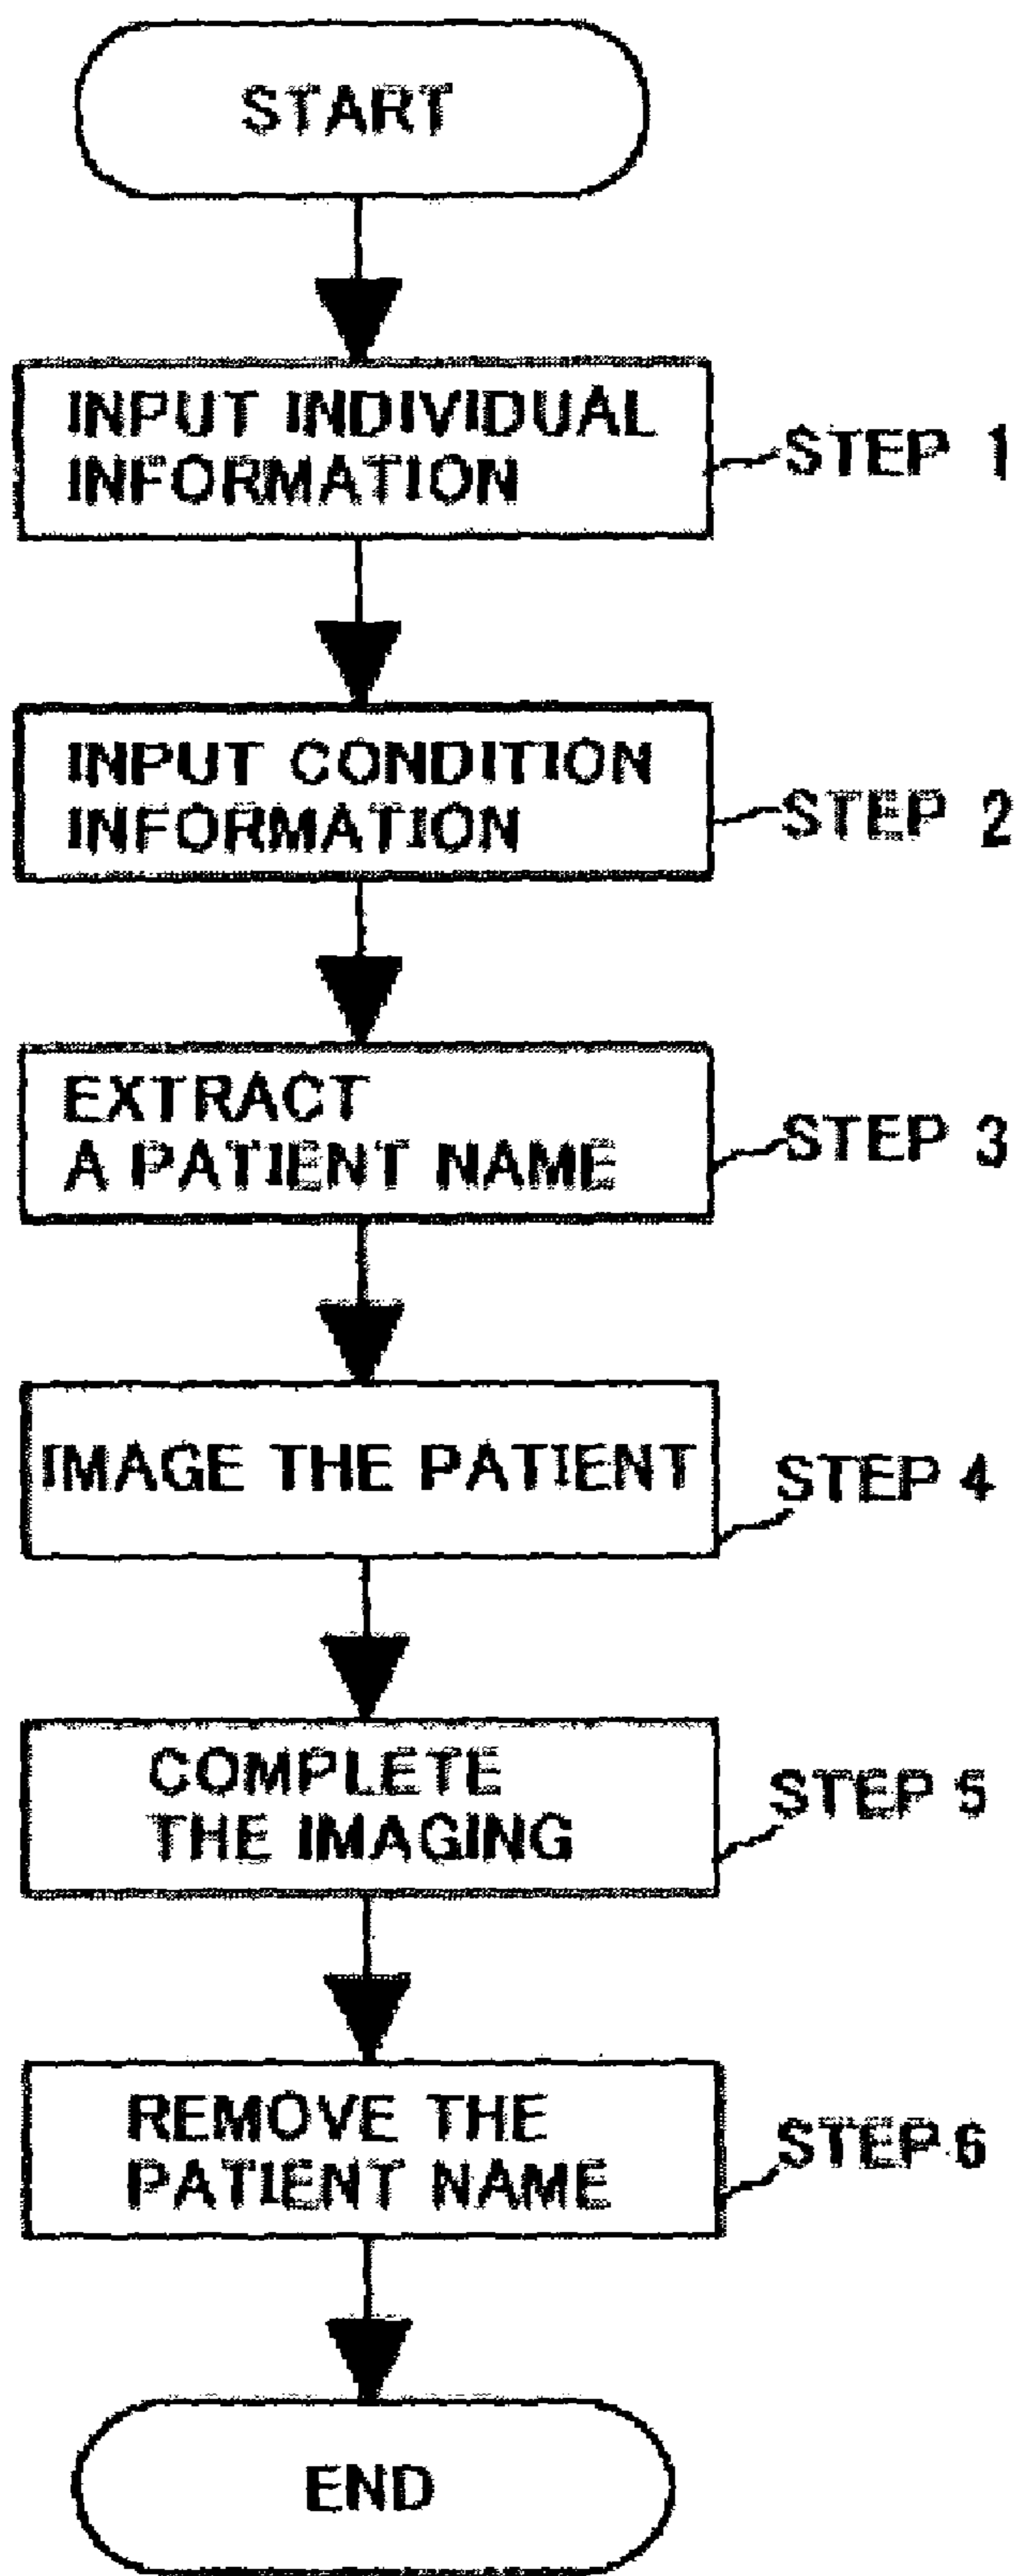 START
INPUT INDIVIDUAL
INFORMATION
STEP 1
INPUT CONDITION
INFORMATION
STEP 2
EXTRACT
A PATIENT NAME
STEP 3
IMAGE THE PATIENT
STEP 4
COMPLETE
THE IMAGING
STEP 5
REMOVE THE
PATIENT NAME
STEP 6
END